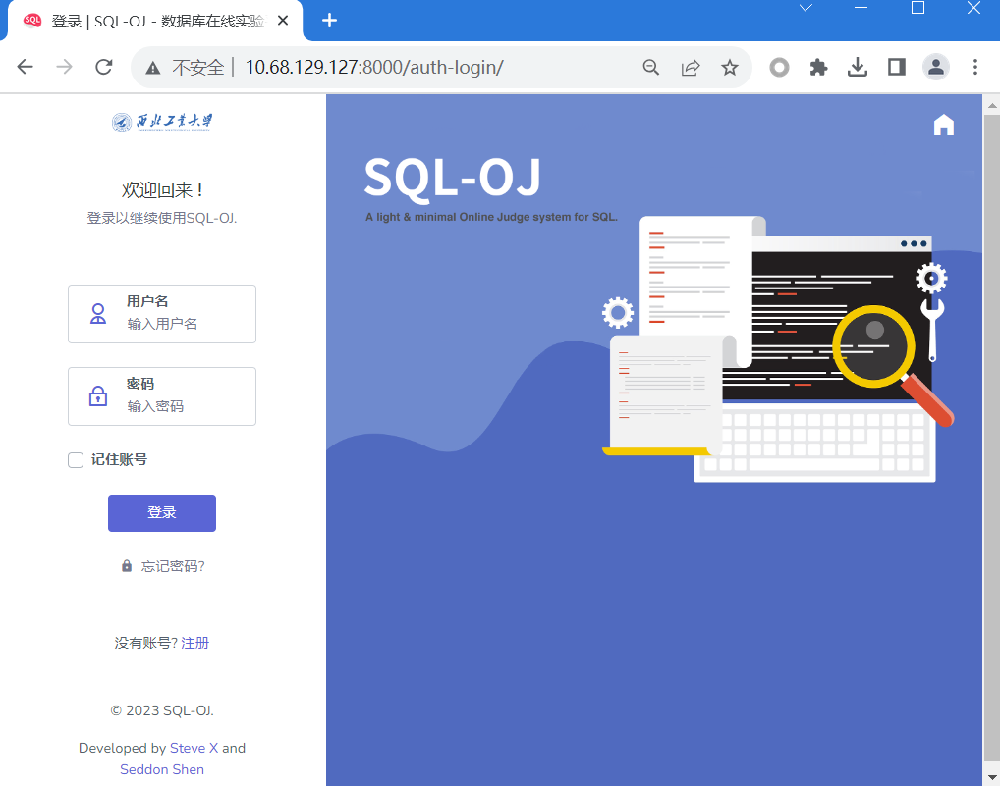 登录 | SQL-OJ - 数据库在线实验
不安全 | 10.68.129.127:8000/auth-login/
西北工业大学
欢迎回来 !
登录以继续使用SQL-OJ.
用户名
输入用户名
密码
输入密码
记住账号
登录
忘记密码?
没有账号? 注册
© 2023 SQL-OJ.
Developed by Steve X and
Seddon Shen
SQL-OJ
A light & minimal Online Judge system for SQL.